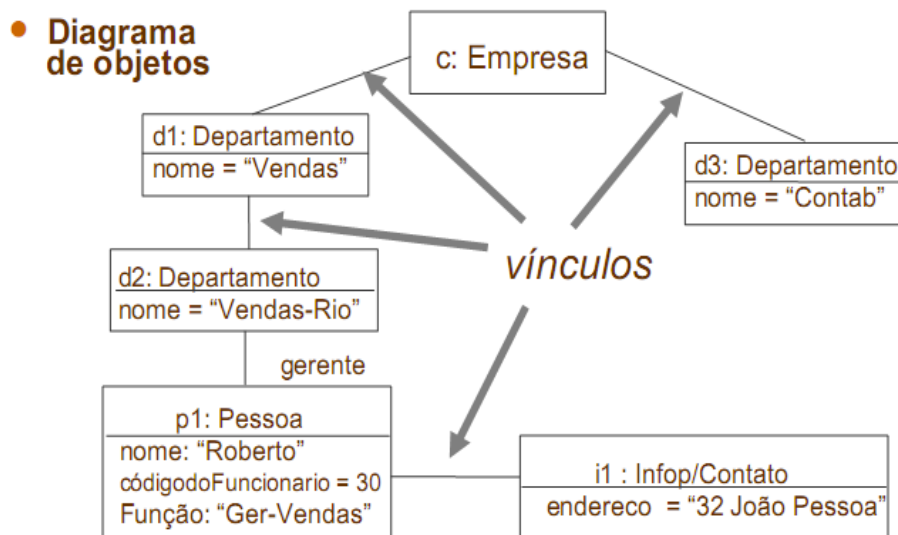 • Diagrama
de objetos
c: Empresa
d1: Departamento
nome = “Vendas”
d3: Departamento
nome = “Contab”
vínculos
d2: Departamento
nome = “Vendas-Rio”
gerente
p1: Pessoa
nome: “Roberto”
códigodoFuncionario = 30
Função: “Ger-Vendas”
i1 : Infop/Contato
endereco = “32 João Pessoa”